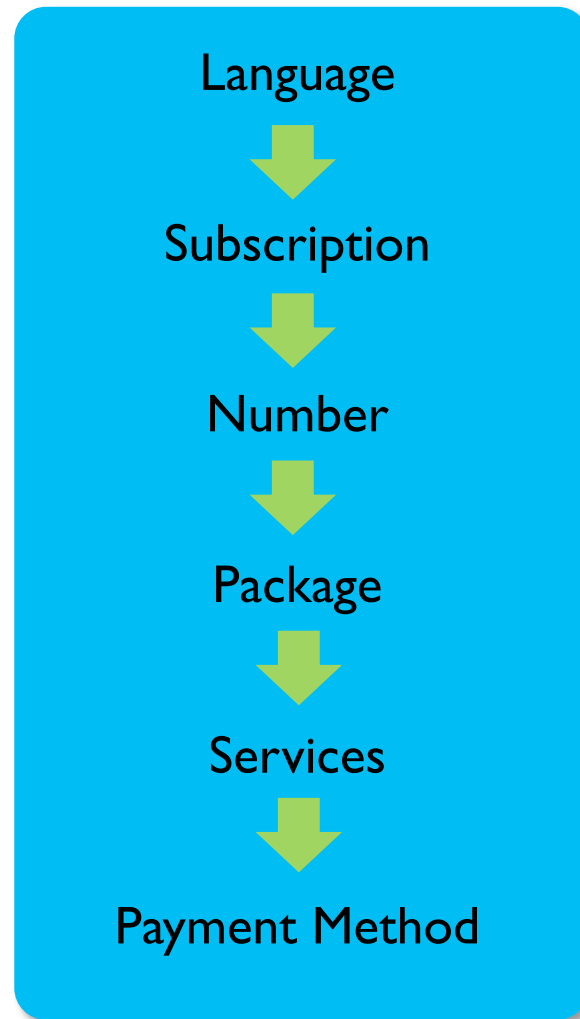 Language
Subscription
Number
Package
Services
Payment Method